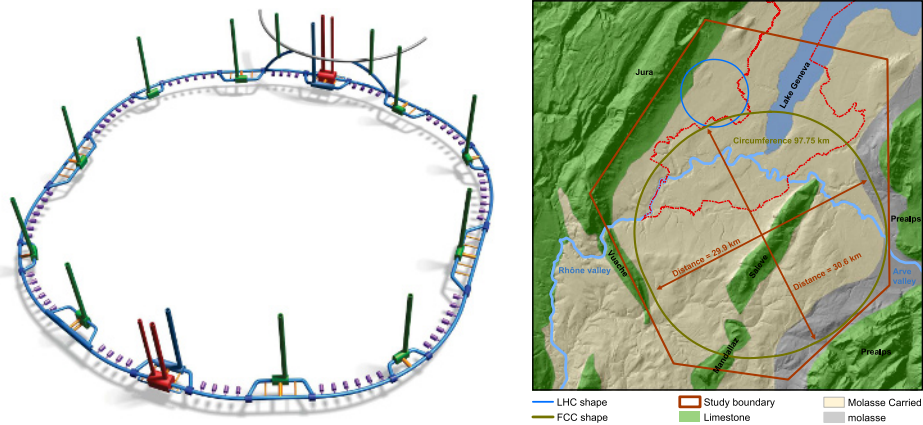 Jura
Lake Geneva
Circumference 97.75 km
Prealps
Rhône valley
Vuache
Distance = 29.9 km
Salève
Distance = 30.6 km
Arve
valley
Mandallaz
Prealps
LHC shape
Study boundary
Molasse Carried
FCC shape
Limestone
molasse